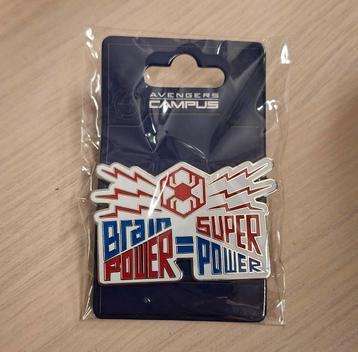 AVENGERS
CAMPUS
Brain SUPER
POWER = POWER